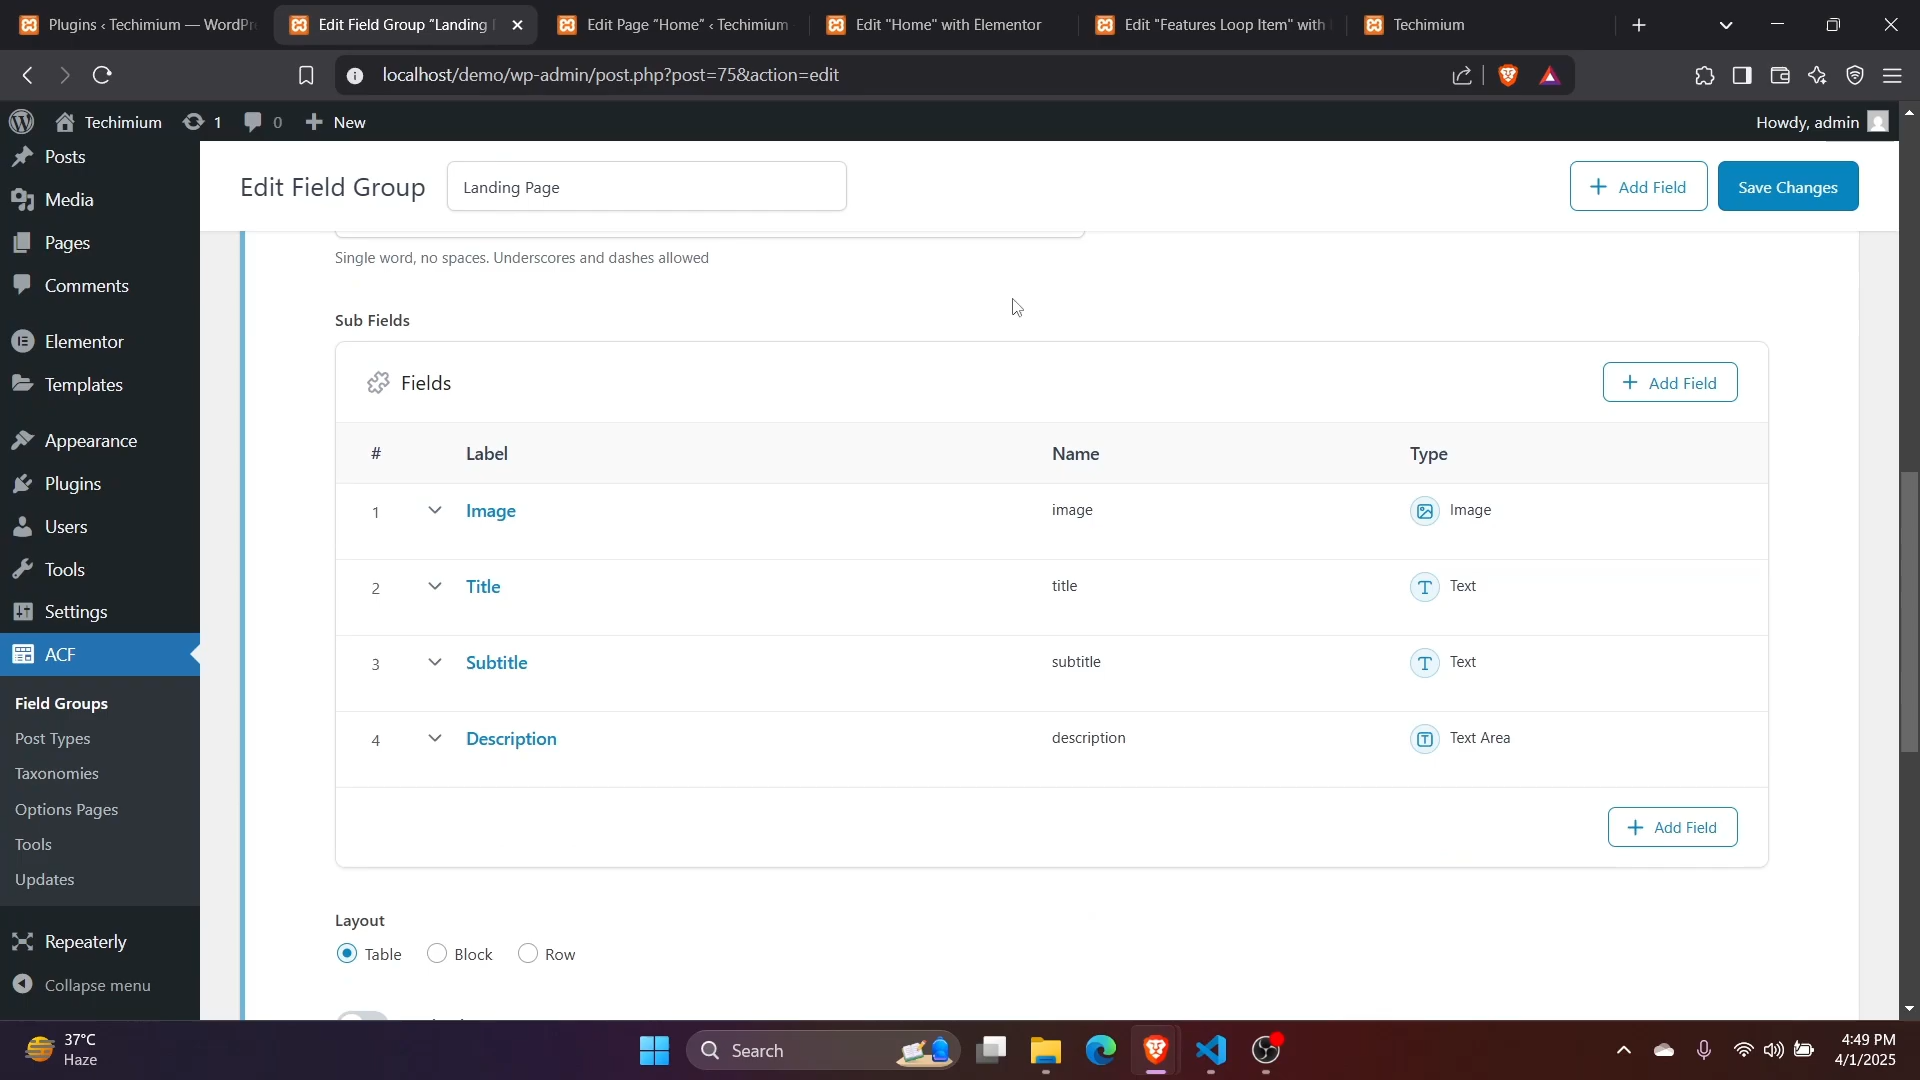 Plugins ‹ Techimium — WordPr
Edit Field Group "Landing
Edit Page "Home" ‹ Techimium
Edit "Home" with Elementor
Edit "Features Loop Item" with
Techimium
localhost/demo/wp-admin/post.php?post=75&action=edit
Techimium
1
0
New
Howdy, admin
Posts
Media
Pages
Comments
Elementor
Templates
Appearance
Plugins
Users
Tools
Settings
ACF
Field Groups
Post Types
Taxonomies
Options Pages
Tools
Updates
Repeaterly
Collapse menu
Edit Field Group
Landing Page
+ Add Field
Save Changes
Single word, no spaces. Underscores and dashes allowed
Sub Fields
Fields
+ Add Field
# Label Name Type
1 Image image Image
2 Title title Text
3 Subtitle subtitle Text
4 Description description Text Area
+ Add Field
Layout
Table Block Row
37°C
Haze
Search
4:49 PM
4/1/2025